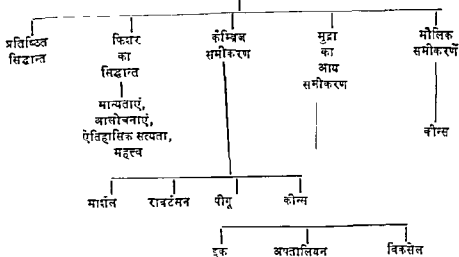 प्रतिष्ठित
सिद्धान्त
फिशर
का
सिद्धान्त
मान्यताएं,
आलोचनाएं,
ऐतिहासिक सत्यता,
महत्त्व
कैम्ब्रिज
समीकरण
मुद्रा
का
आय
समीकरण
मौलिक
समीकरणें
कीन्स
मार्शल
राबर्टसन
पीगू
कीन्स
हक
अफ्तालियन
विकसेल